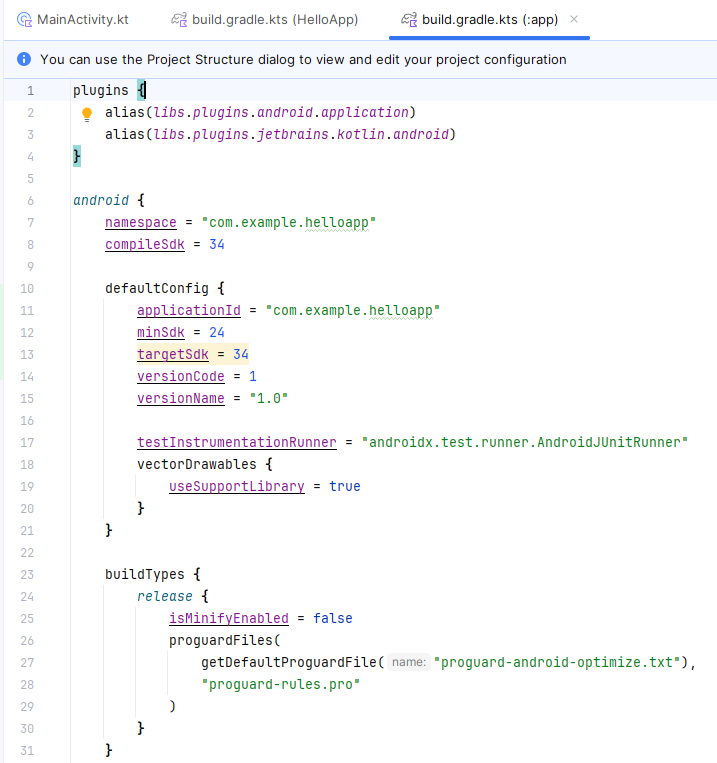 MainActivity.kt build.gradle.kts (HelloApp) build.gradle.kts (:app)
You can use the Project Structure dialog to view and edit your project configuration
1 plugins {
2     alias(libs.plugins.android.application)
3     alias(libs.plugins.jetbrains.kotlin.android)
4 }
5
6 android {
7     namespace = "com.example.helloapp"
8     compileSdk = 34
9
10     defaultConfig {
11         applicationId = "com.example.helloapp"
12         minSdk = 24
13         targetSdk = 34
14         versionCode = 1
15         versionName = "1.0"
16
17         testInstrumentationRunner = "androidx.test.runner.AndroidJUnitRunner"
18         vectorDrawables {
19             useSupportLibrary = true
20         }
21     }
22
23     buildTypes {
24         release {
25             isMinifyEnabled = false
26             proguardFiles(
27                 getDefaultProguardFile( name: "proguard-android-optimize.txt"),
28                 "proguard-rules.pro"
29             )
30         }
31     }